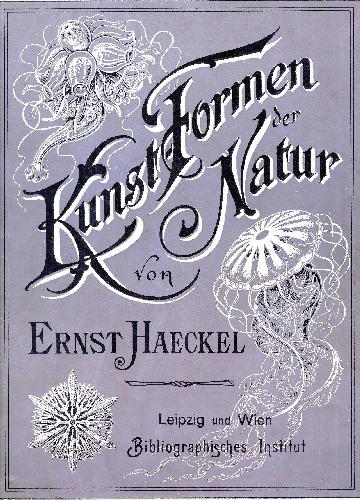 Kunst Formen
der
Natur
von
ERNST HAECKEL
Leipzig und Wien
Bibliographisches Institut